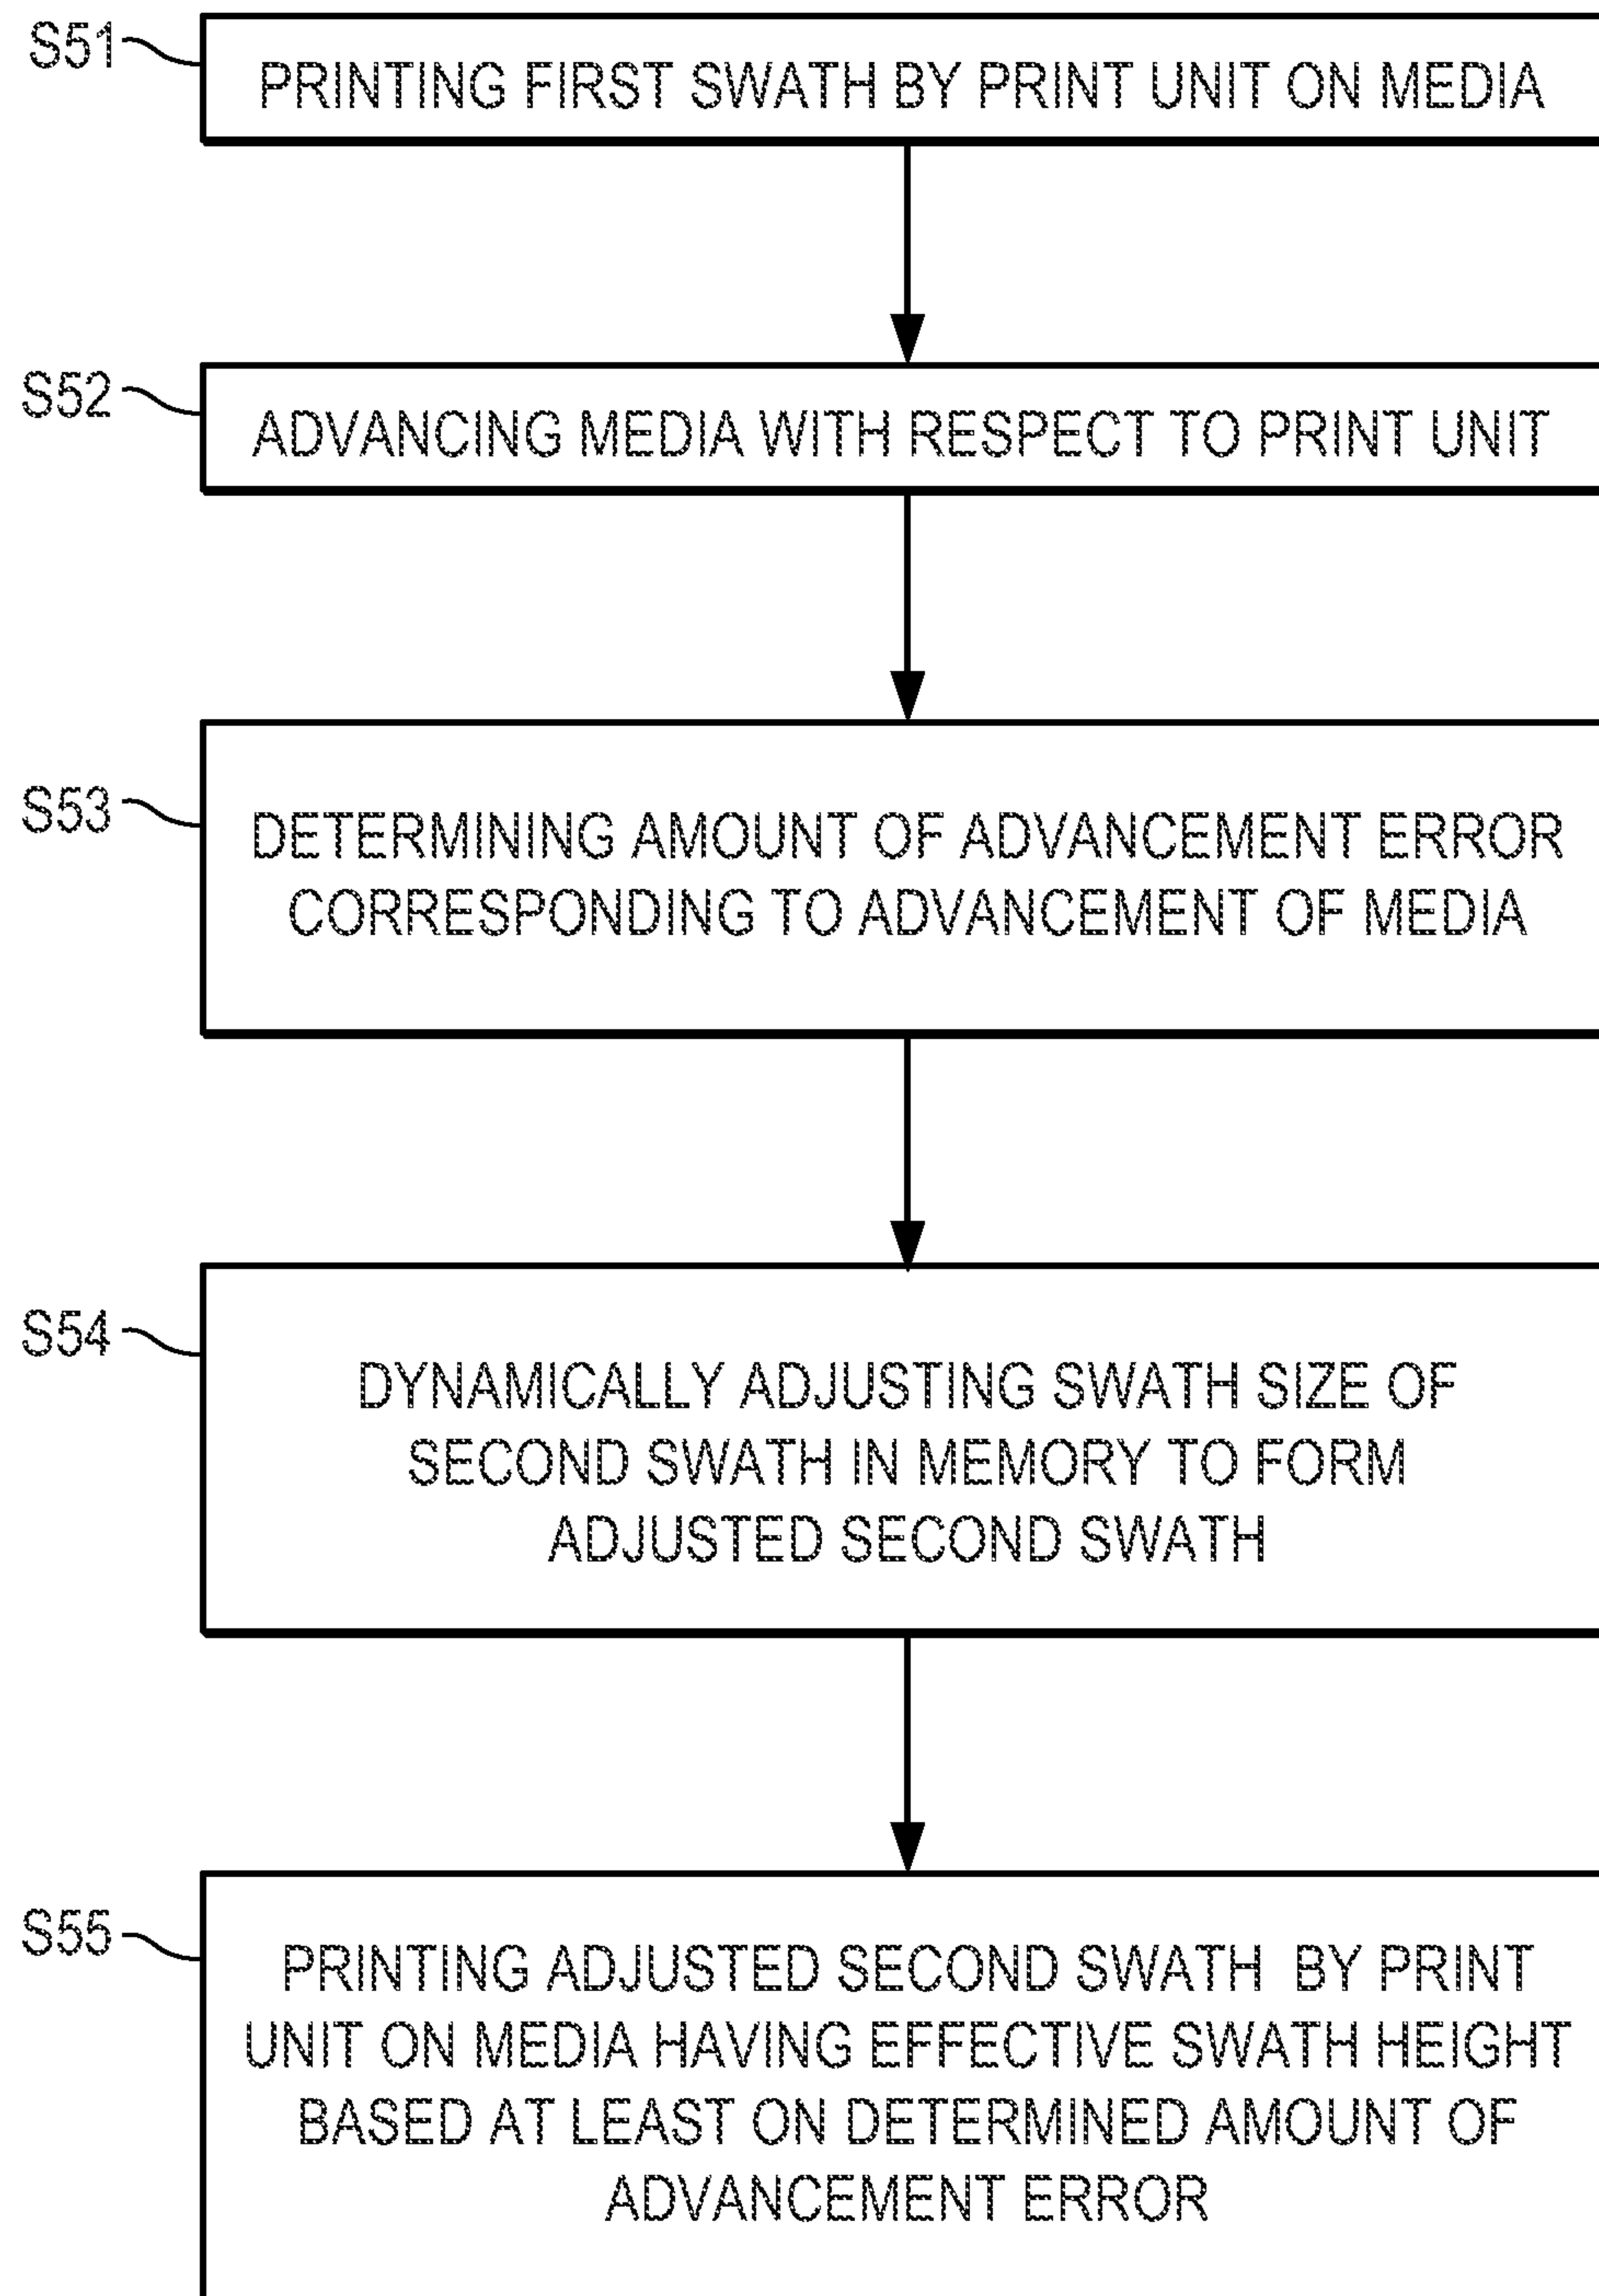 S51
PRINTING FIRST SWATH BY PRINT UNIT ON MEDIA
S52
ADVANCING MEDIA WITH RESPECT TO PRINT UNIT
S53
DETERMINING AMOUNT OF ADVANCEMENT ERROR
CORRESPONDING TO ADVANCEMENT OF MEDIA
S54
DYNAMICALLY ADJUSTING SWATH SIZE OF
SECOND SWATH IN MEMORY TO FORM
ADJUSTED SECOND SWATH
S55
PRINTING ADJUSTED SECOND SWATH BY PRINT
UNIT ON MEDIA HAVING EFFECTIVE SWATH HEIGHT
BASED AT LEAST ON DETERMINED AMOUNT OF
ADVANCEMENT ERROR